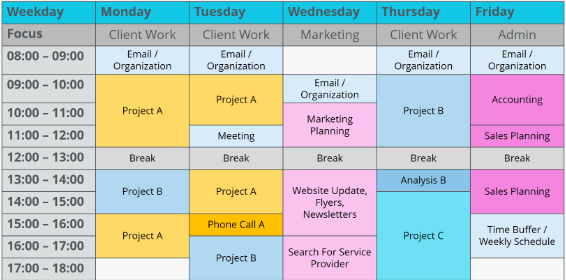 Weekday Monday Tuesday Wednesday Thursday Friday
Focus Client Work Client Work Marketing Client Work Admin
08:00 – 09:00 Email / Email / Email / Email /
Organization Organization Organization Organization
09:00 – 10:00 Project A Project A Email / Project B Accounting
Organization
10:00 – 11:00 Marketing
Planning
11:00 – 12:00 Meeting Sales Planning
12:00 – 13:00 Break Break Break Break Break
13:00 – 14:00 Project B Project A Website Update, Analysis B Sales Planning
Flyers,
Newsletters
14:00 – 15:00 Project C
15:00 – 16:00 Project A Phone Call A Time Buffer /
Weekly Schedule
16:00 – 17:00 Project B Search For Service
Provider
17:00 – 18:00